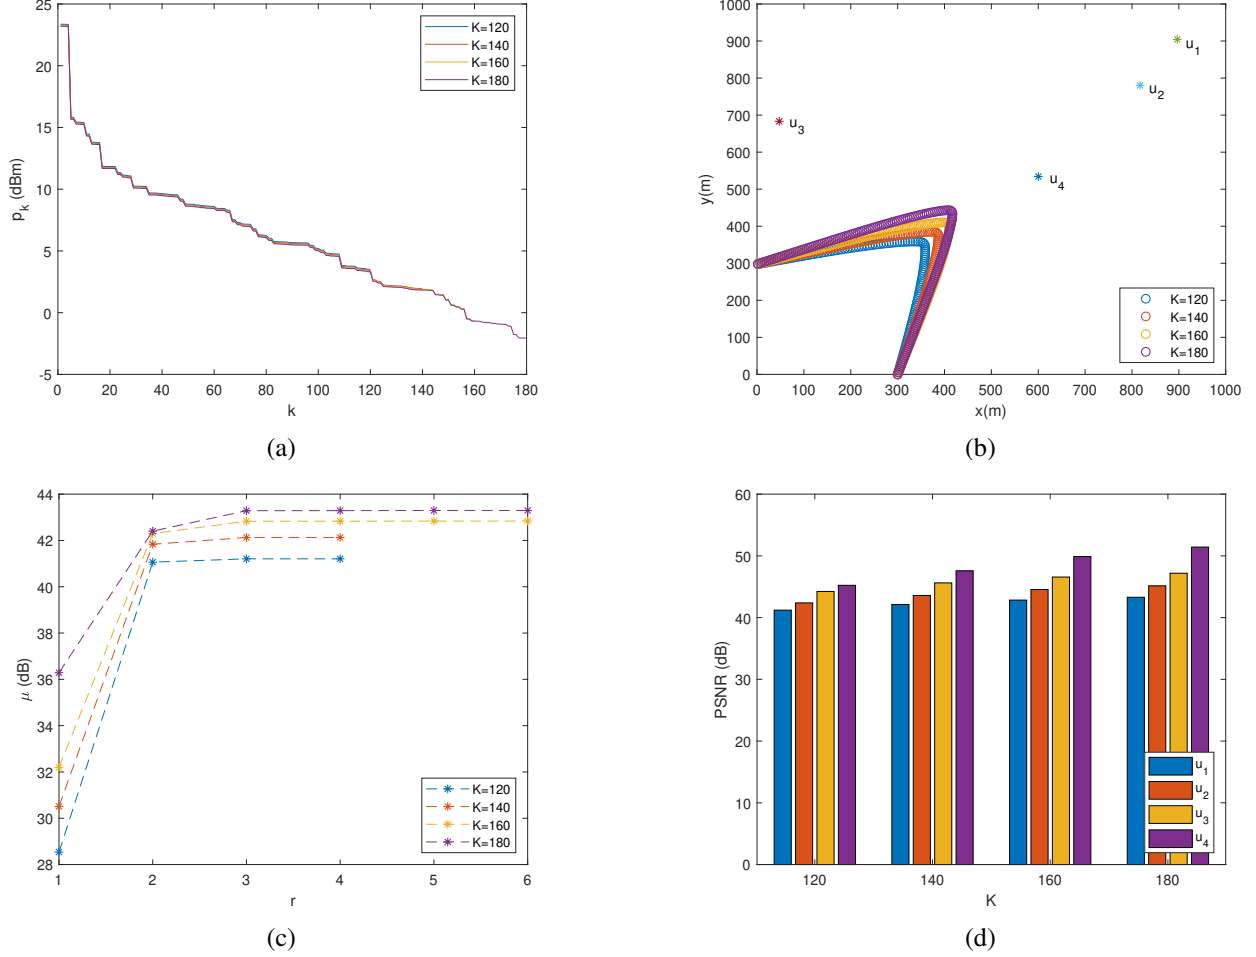 25
20
15
10
5
0
-5
p_k (dBm)
0 20 40 60 80 100 120 140 160 180
k
K=120
K=140
K=160
K=180
(a)
1000
900
800
700
600
500
400
300
200
100
0
y(m)
0 100 200 300 400 500 600 700 800 900 1000
x(m)
u_1
u_2
u_3
u_4
K=120
K=140
K=160
K=180
(b)
44
42
40
38
36
34
32
30
28
μ (dB)
1 2 3 4 5 6
r
K=120
K=140
K=160
K=180
(c)
60
50
40
30
20
10
0
PSNR (dB)
120 140 160 180
K
u_1
u_2
u_3
u_4
(d)